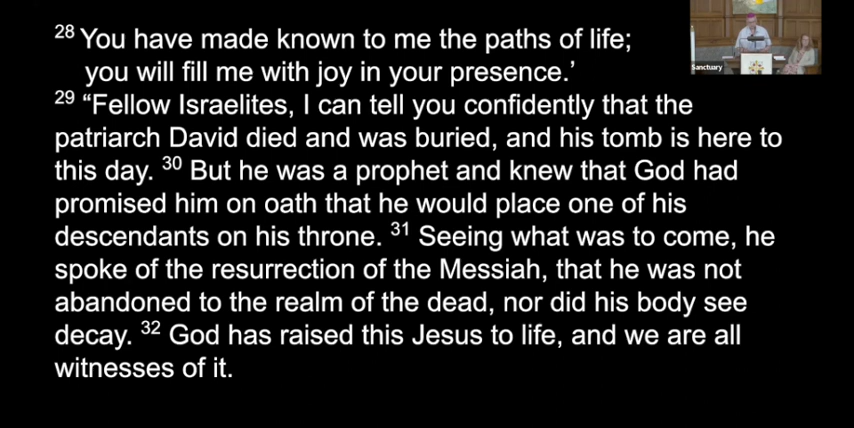 ²⁸ You have made known to me the paths of life;
you will fill me with joy in your presence.’
²⁹ “Fellow Israelites, I can tell you confidently that the
patriarch David died and was buried, and his tomb is here to
this day. ³⁰ But he was a prophet and knew that God had
promised him on oath that he would place one of his
descendants on his throne. ³¹ Seeing what was to come, he
spoke of the resurrection of the Messiah, that he was not
abandoned to the realm of the dead, nor did his body see
decay. ³² God has raised this Jesus to life, and we are all
witnesses of it.
Sanctuary